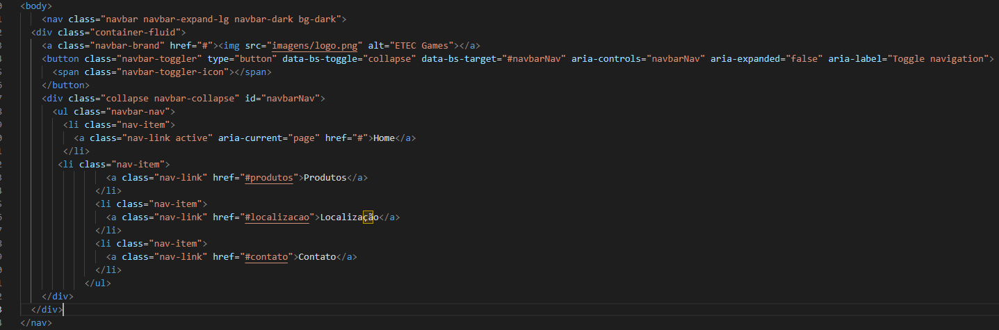 <body>
<nav class="navbar navbar-expand-lg navbar-dark bg-dark">
<div class="container-fluid">
<a class="navbar-brand" href="#"><img src="imagens/logo.png" alt="ETEC Games"></a>
<button class="navbar-toggler" type="button" data-bs-toggle="collapse" data-bs-target="#navbarNav" aria-controls="navbarNav" aria-expanded="false" aria-label="Toggle navigation">
<span class="navbar-toggler-icon"></span>
</button>
<div class="collapse navbar-collapse" id="navbarNav">
<ul class="navbar-nav">
<li class="nav-item">
<a class="nav-link active" aria-current="page" href="#">Home</a>
</li>
<li class="nav-item">
<a class="nav-link" href="#produtos">Produtos</a>
</li>
<li class="nav-item">
<a class="nav-link" href="#localizacao">Localização</a>
</li>
<li class="nav-item">
<a class="nav-link" href="#contato">Contato</a>
</li>
</ul>
</div>
</div>
</nav>